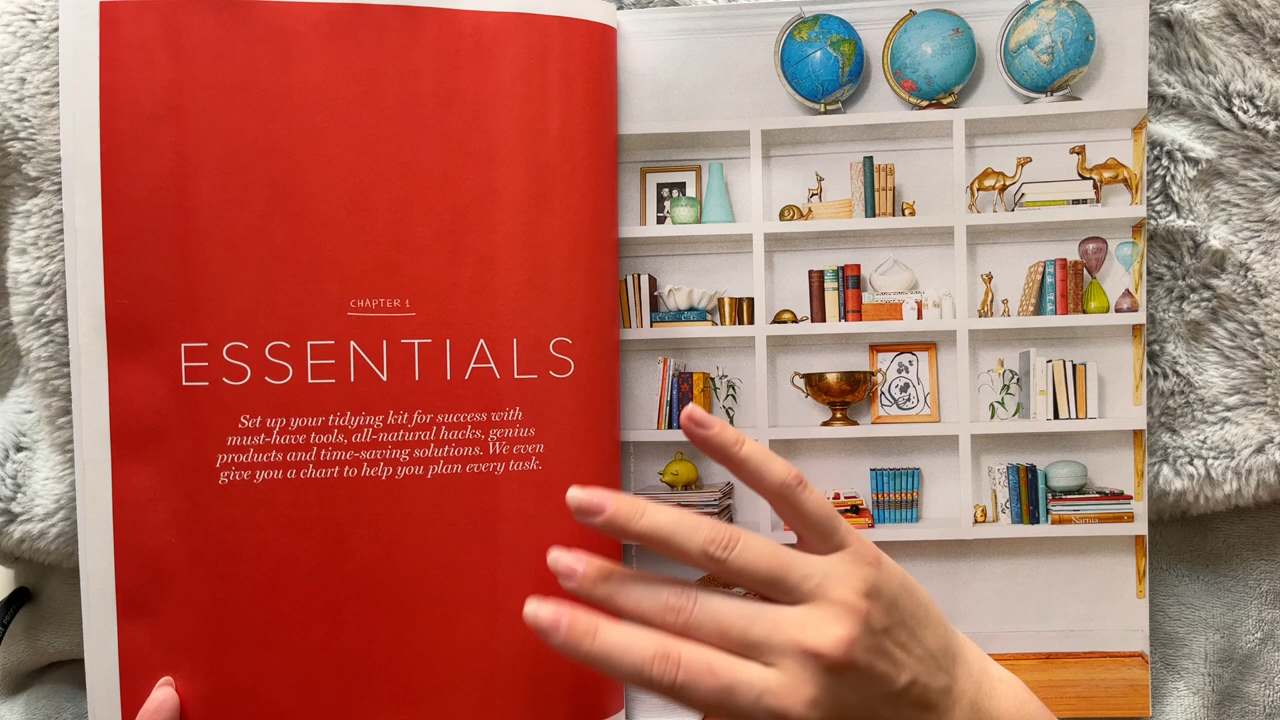 CHAPTER 1
ESSENTIALS
Set up your tidying kit for success with
must-have tools, all-natural hacks, genius
products and time-saving solutions. We even
give you a chart to help you plan every task.
Narnia